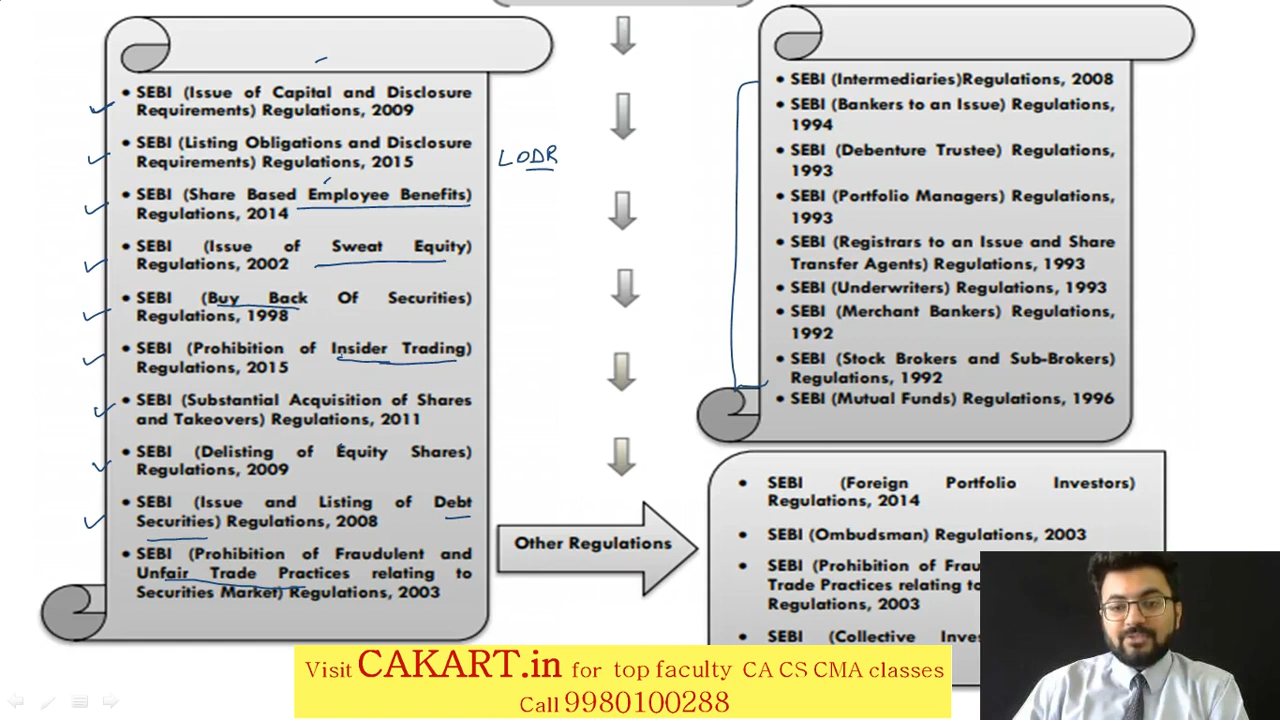 • SEBI (Issue of Capital and Disclosure
Requirements) Regulations, 2009
• SEBI (Listing Obligations and Disclosure
Requirements) Regulations, 2015
LODR
• SEBI (Share Based Employee Benefits)
Regulations, 2014
• SEBI (Issue of Sweat Equity)
Regulations, 2002
• SEBI (Buy Back Of Securities)
Regulations, 1998
• SEBI (Prohibition of Insider Trading)
Regulations, 2015
• SEBI (Substantial Acquisition of Shares
and Takeovers) Regulations, 2011
• SEBI (Delisting of Equity Shares)
Regulations, 2009
• SEBI (Issue and Listing of Debt
Securities) Regulations, 2008
• SEBI (Prohibition of Fraudulent and
Unfair Trade Practices relating to
Securities Market) Regulations, 2003
• SEBI (Intermediaries)Regulations, 2008
• SEBI (Bankers to an Issue) Regulations,
1994
• SEBI (Debenture Trustee) Regulations,
1993
• SEBI (Portfolio Managers) Regulations,
1993
• SEBI (Registrars to an Issue and Share
Transfer Agents) Regulations, 1993
• SEBI (Underwriters) Regulations, 1993
• SEBI (Merchant Bankers) Regulations,
1992
• SEBI (Stock Brokers and Sub-Brokers)
Regulations, 1992
• SEBI (Mutual Funds) Regulations, 1996
Other Regulations
• SEBI (Foreign Portfolio Investors)
Regulations, 2014
• SEBI (Ombudsman) Regulations, 2003
• SEBI (Prohibition of Frau
Trade Practices relating to
Regulations, 2003
• SEBI (Collective Inves
Visit CAKART.in for top faculty CA CS CMA classes
Call 9980100288